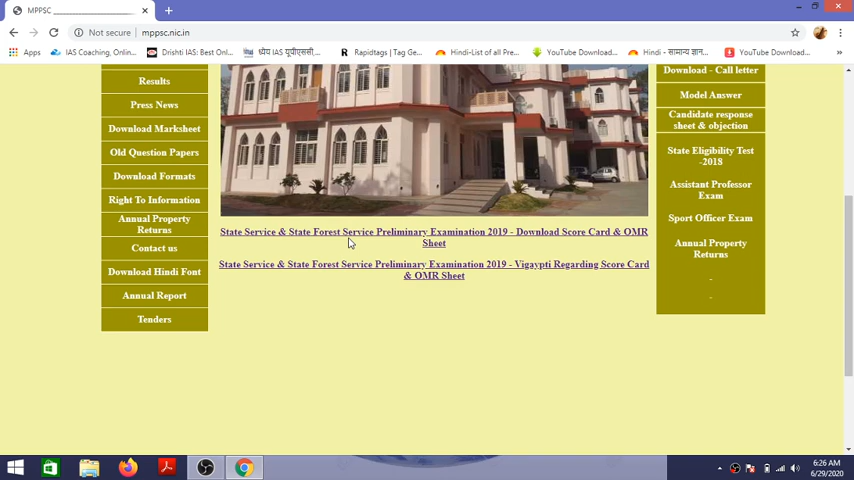 MPPSC ............................
Not secure
mppsc.nic.in
Apps
IAS Coaching, Onlin...
Drishti IAS: Best Onl...
ध्येय IAS यूपीएससी...
Rapidtags | Tag Ge...
Hindi-List of all Pre...
YouTube Download...
Hindi - सामान्य ज्ञान...
YouTube Download...
Results
Press News
Download Marksheet
Old Question Papers
Download Formats
Right To Information
Annual Property
Returns
Contact us
Download Hindi Font
Annual Report
Tenders
State Service & State Forest Service Preliminary Examination 2019 - Download Score Card & OMR
Sheet
State Service & State Forest Service Preliminary Examination 2019 - Vigaypti Regarding Score Card
& OMR Sheet
Download - Call letter
Model Answer
Candidate response
sheet & objection
State Eligibility Test
-2018
Assistant Professor
Exam
Sport Officer Exam
Annual Property
Returns
-
-
6:26 AM
6/29/2020